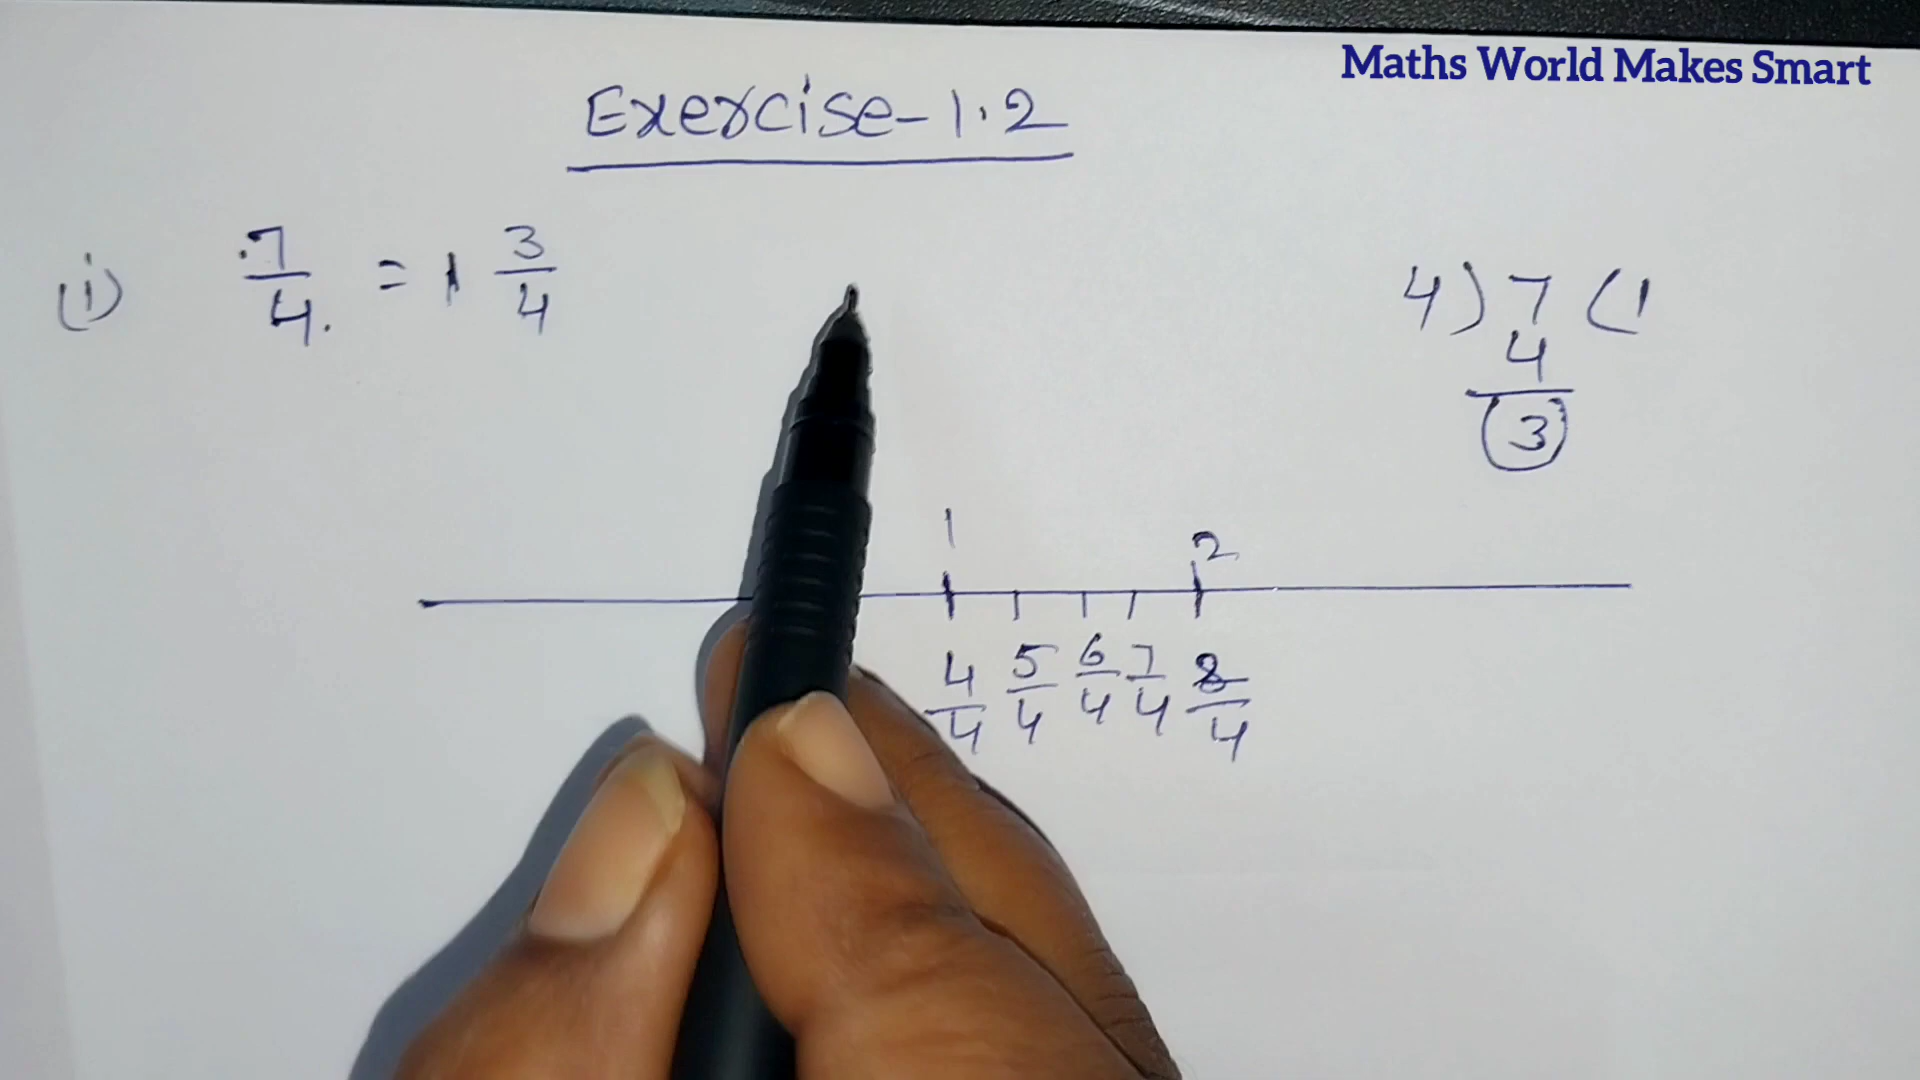 Maths World Makes Smart
Exercise-1.2
(i) 7/4 = 1 3/4
4)7(1
4
3
1 2
4/4 5/4 6/4 7/4 8/4